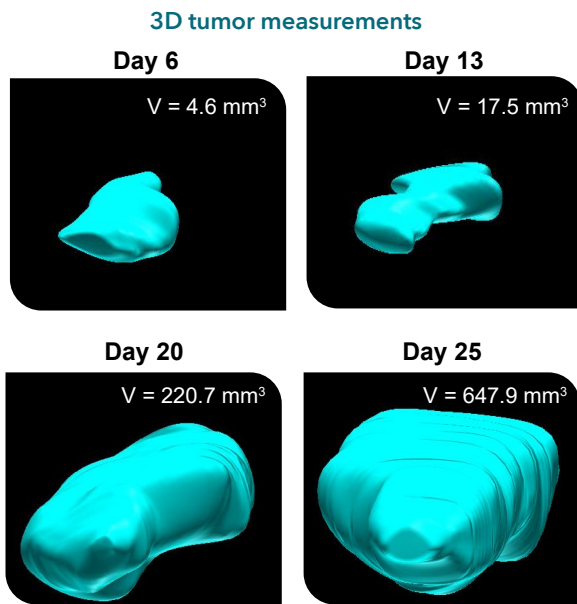 3D tumor measurements
Day 6
Day 13
V = 4.6 mm³
V = 17.5 mm³
Day 20
Day 25
V = 220.7 mm³
V = 647.9 mm³